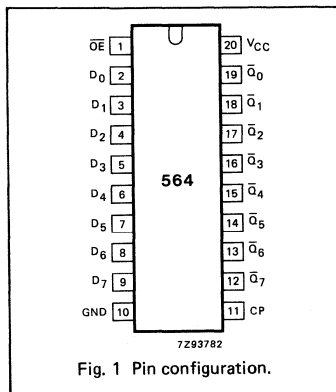 O̅E̅ 1 20 VCC
D0 2 19 Q̅0
D1 3 18 Q̅1
D2 4 17 Q̅2
D3 5 16 Q̅3
564
D4 6 15 Q̅4
D5 7 14 Q̅5
D6 8 13 Q̅6
D7 9 12 Q̅7
GND 10 11 CP
7Z93782
Fig. 1 Pin configuration.